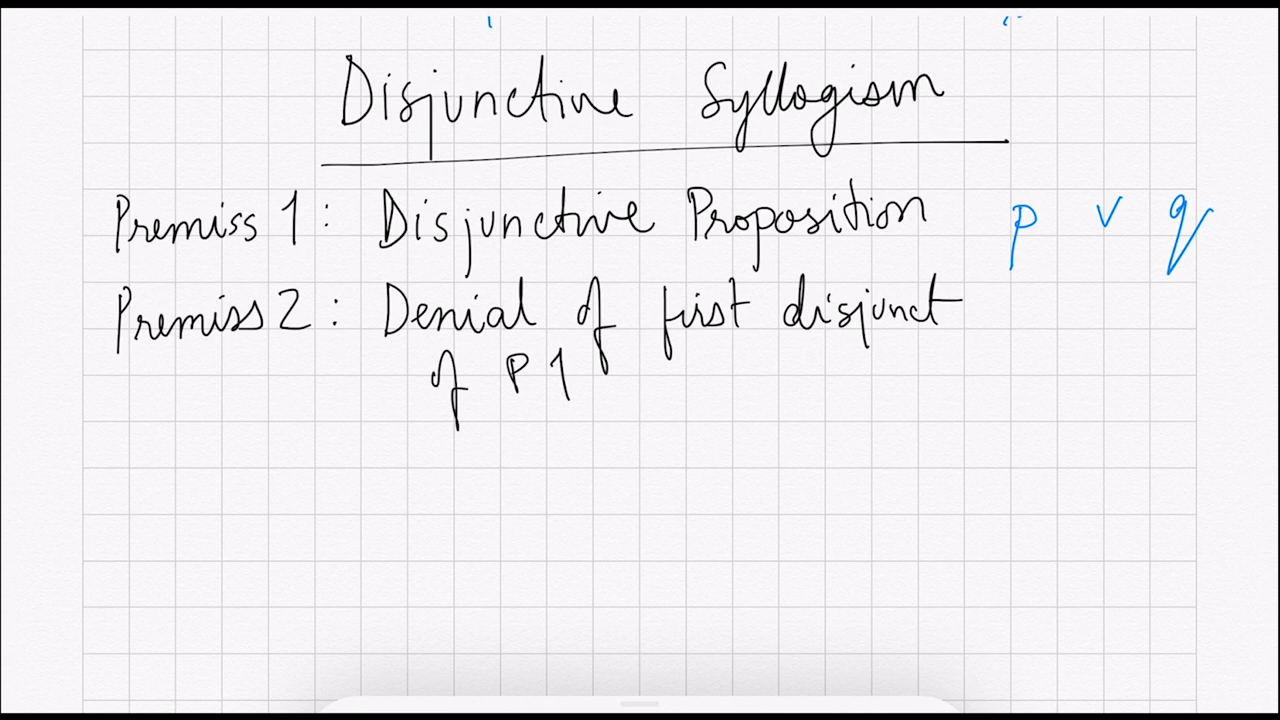 Disjunctive Syllogism
Premiss 1 : Disjunctive Proposition p v q
Premiss 2 : Denial of first disjunct
of P1